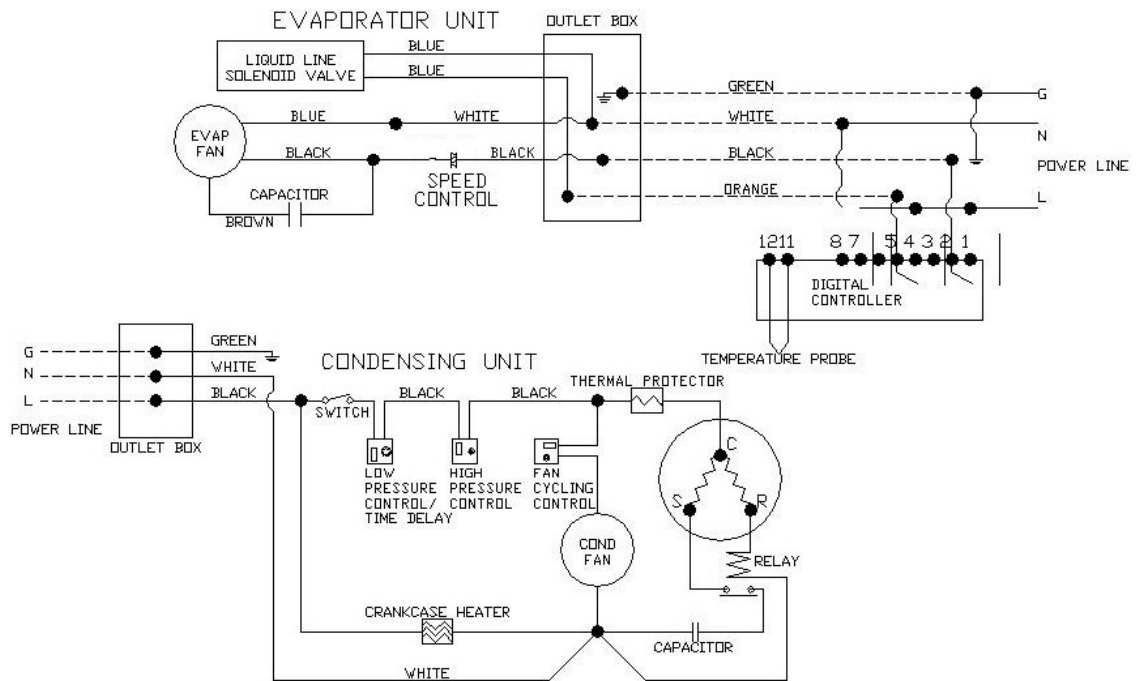 EVAPORATOR UNIT
OUTLET BOX
BLUE
LIQUID LINE
SOLENOID VALVE
BLUE
GREEN
G
BLUE
WHITE
WHITE
N
EVAP
FAN
BLACK
BLACK
BLACK
POWER LINE
SPEED
CONTROL
CAPACITOR
ORANGE
L
BROWN
12 11 8 7 5 4 3 2 1
DIGITAL
CONTROLLER
TEMPERATURE PROBE
GREEN
G
CONDENSING UNIT
WHITE
N
THERMAL PROTECTOR
BLACK
BLACK
BLACK
L
SWITCH
POWER LINE
OUTLET BOX
C
LOW
PRESSURE
CONTROL/
TIME DELAY
HIGH
PRESSURE
CONTROL
FAN
CYCLING
CONTROL
S
R
COND
FAN
RELAY
CRANKCASE HEATER
CAPACITOR
WHITE